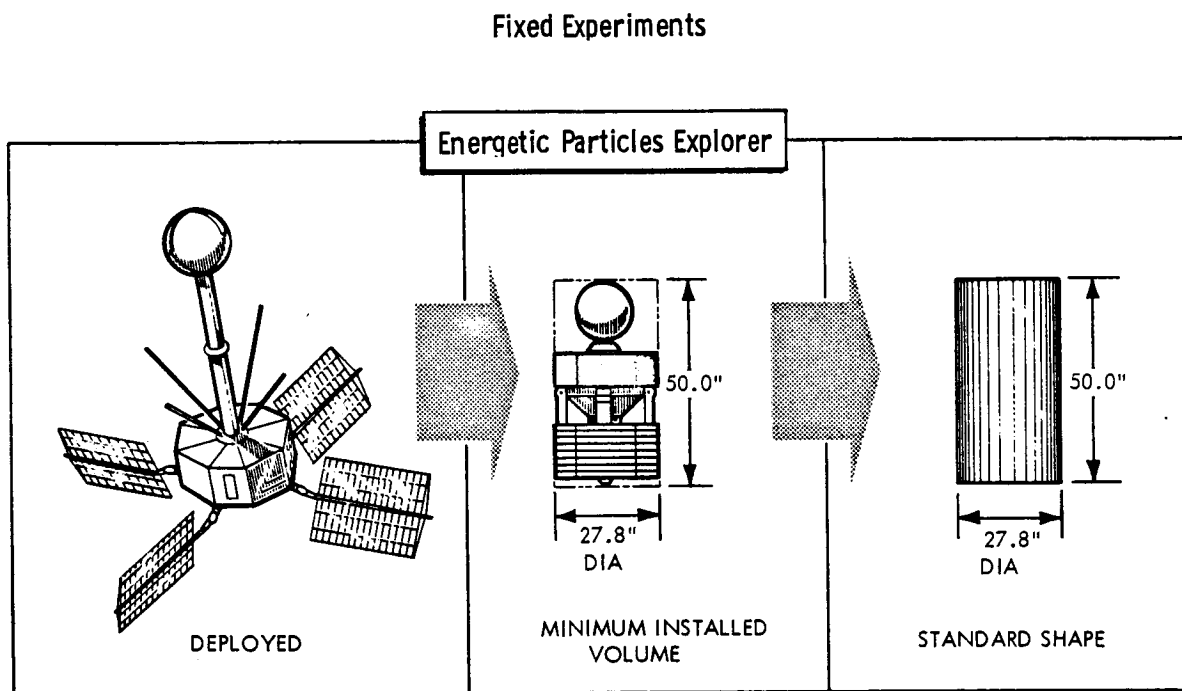 Fixed Experiments
Energetic Particles Explorer
50.0"
27.8"
DIA
50.0"
27.8"
DIA
DEPLOYED
MINIMUM INSTALLED
VOLUME
STANDARD SHAPE